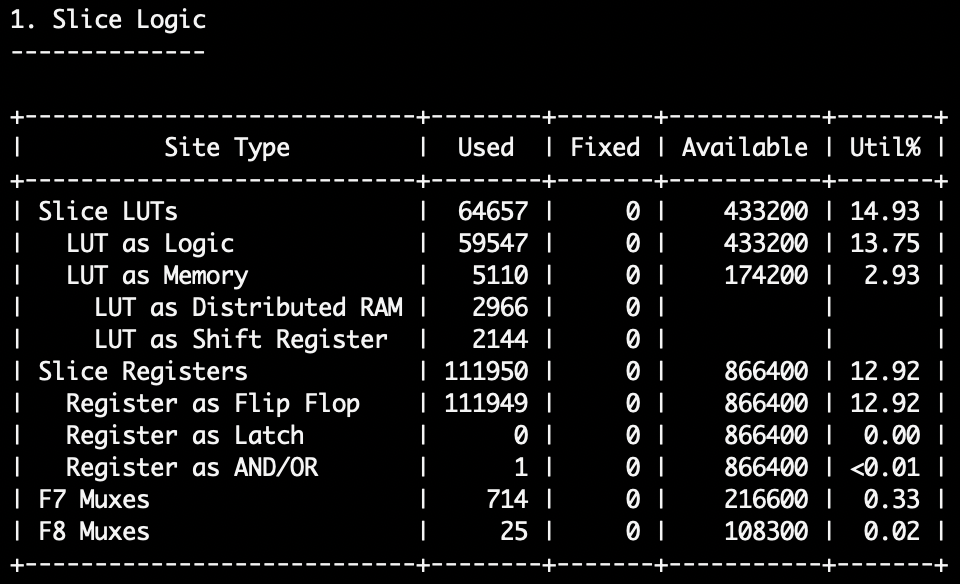 1. Slice Logic
--------------

+----------------------------+--------+-------+-----------+-------+
|          Site Type         |  Used  | Fixed | Available | Util% |
+----------------------------+--------+-------+-----------+-------+
| Slice LUTs                 |  64657 |     0 |    433200 | 14.93 |
|   LUT as Logic             |  59547 |     0 |    433200 | 13.75 |
|   LUT as Memory            |   5110 |     0 |    174200 |  2.93 |
|     LUT as Distributed RAM |   2966 |     0 |           |       |
|     LUT as Shift Register  |   2144 |     0 |           |       |
| Slice Registers            | 111950 |     0 |    866400 | 12.92 |
|   Register as Flip Flop    | 111949 |     0 |    866400 | 12.92 |
|   Register as Latch        |      0 |     0 |    866400 |  0.00 |
|   Register as AND/OR       |      1 |     0 |    866400 | <0.01 |
| F7 Muxes                   |    714 |     0 |    216600 |  0.33 |
| F8 Muxes                   |     25 |     0 |    108300 |  0.02 |
+----------------------------+--------+-------+-----------+-------+